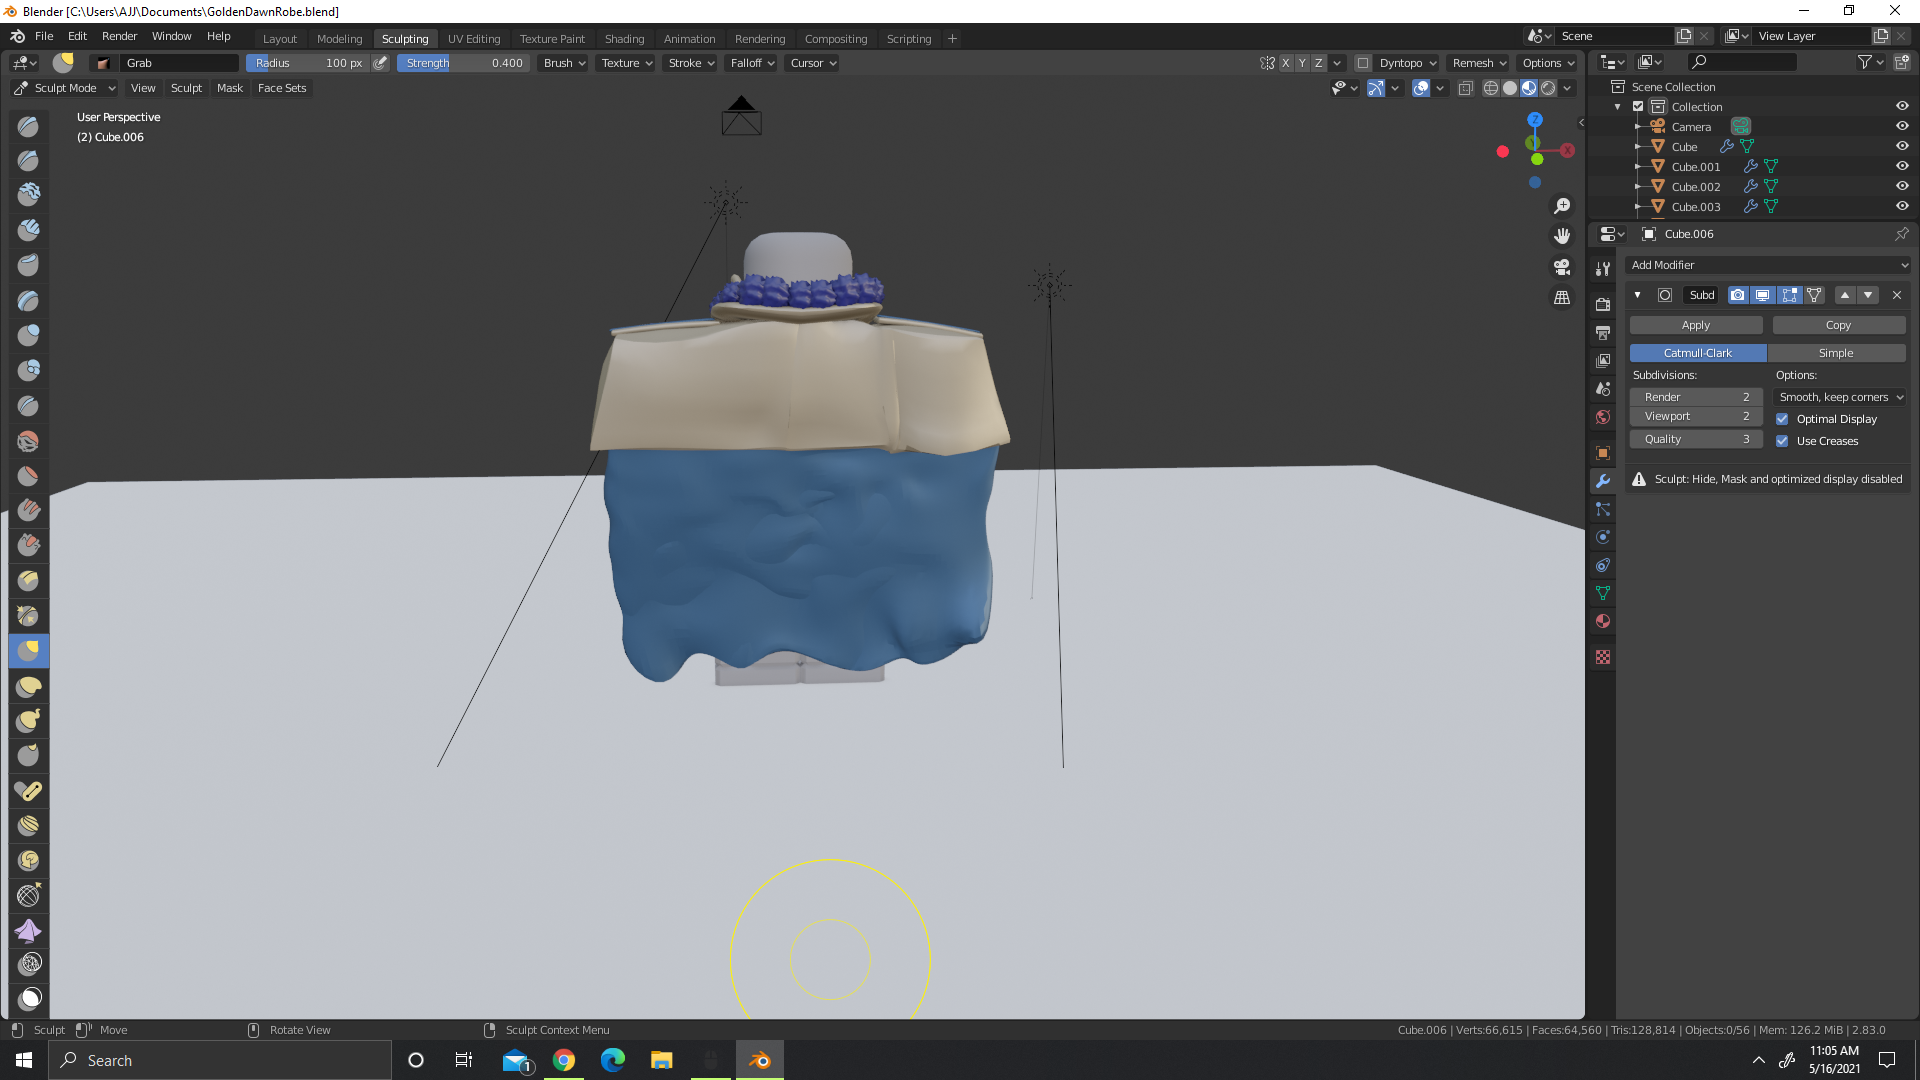 Blender [C:\Users\AJJ\Documents\GoldenDawnRobe.blend]
File Edit Render Window Help
Layout Modeling Sculpting UV Editing Texture Paint Shading Animation Rendering Compositing Scripting +
Scene
View Layer
Grab
Radius 100 px
Strength 0.400
Brush Texture Stroke Falloff Cursor
X Y Z
Dyntopo Remesh Options
Sculpt Mode View Sculpt Mask Face Sets
User Perspective
(2) Cube.006
Z
Y
X
Scene Collection
Collection
Camera
Cube
Cube.001
Cube.002
Cube.003
Cube.006
Add Modifier
Subd
Apply Copy
Catmull-Clark Simple
Subdivisions: Options:
Render 2 Smooth, keep corners
Viewport 2 Optimal Display
Quality 3 Use Creases
Sculpt: Hide, Mask and optimized display disabled
Sculpt Move Rotate View Sculpt Context Menu
Cube.006 | Verts:66,615 | Faces:64,560 | Tris:128,814 | Objects:0/56 | Mem: 126.2 MiB | 2.83.0
Search
1
11:05 AM
5/16/2021